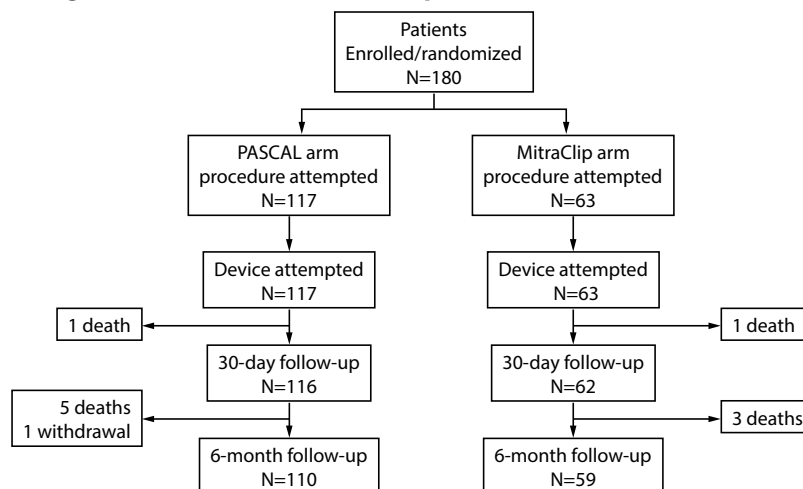 Patients
Enrolled/randomized
N=180
PASCAL arm
procedure attempted
N=117
MitraClip arm
procedure attempted
N=63
Device attempted
N=117
Device attempted
N=63
1 death
1 death
30-day follow-up
N=116
30-day follow-up
N=62
5 deaths
1 withdrawal
3 deaths
6-month follow-up
N=110
6-month follow-up
N=59